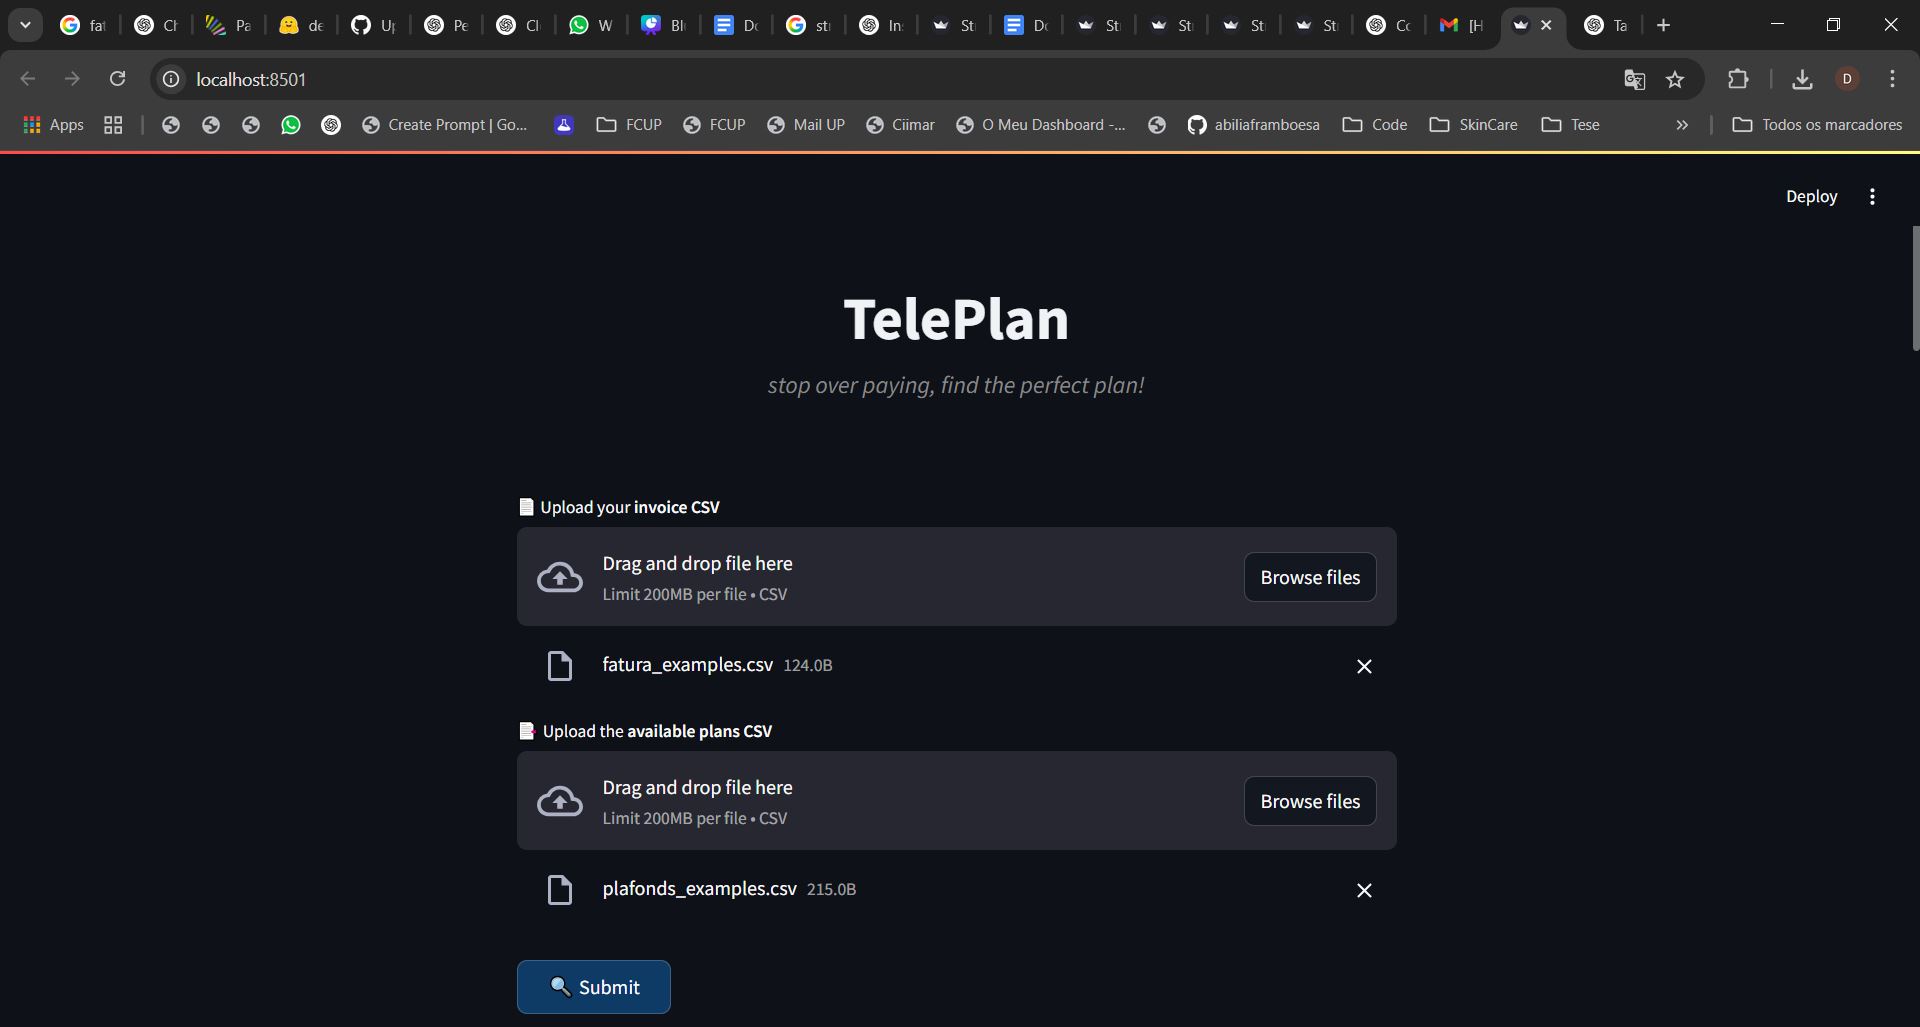 fat
Ch
Pa
de
Up
Pe
Cl
W
Bl
Do
str
In
St
Do
St
St
St
St
Co
[H
Ta
localhost:8501
D
Apps
Create Prompt | Go...
FCUP
FCUP
Mail UP
Ciimar
O Meu Dashboard -...
abiliaframboesa
Code
SkinCare
Tese
»
Todos os marcadores
Deploy
TelePlan
stop over paying, find the perfect plan!
Upload your invoice CSV
Drag and drop file here
Limit 200MB per file • CSV
Browse files
fatura_examples.csv 124.0B
Upload the available plans CSV
Drag and drop file here
Limit 200MB per file • CSV
Browse files
plafonds_examples.csv 215.0B
Submit